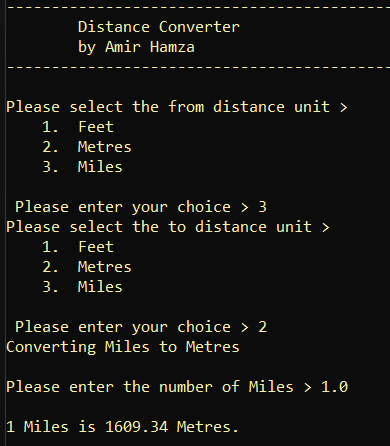 ---------------------------------------------
Distance Converter
by Amir Hamza
---------------------------------------------
Please select the from distance unit >
1. Feet
2. Metres
3. Miles
Please enter your choice > 3
Please select the to distance unit >
1. Feet
2. Metres
3. Miles
Please enter your choice > 2
Converting Miles to Metres
Please enter the number of Miles > 1.0
1 Miles is 1609.34 Metres.